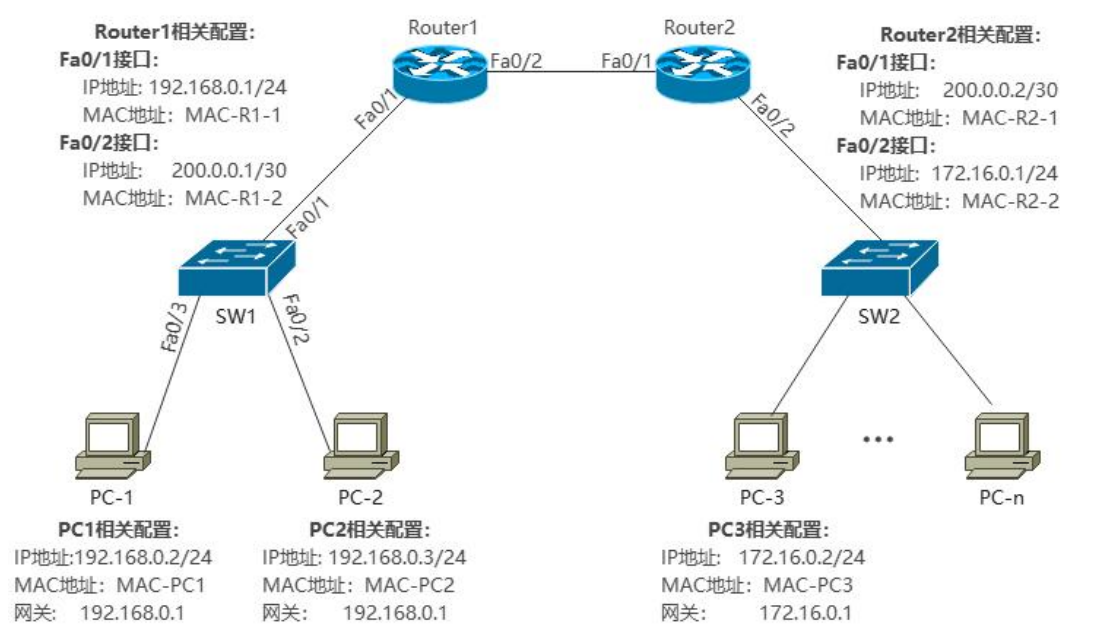 Router1相关配置：
Fa0/1接口：
IP地址: 192.168.0.1/24
MAC地址：MAC-R1-1
Fa0/2接口：
IP地址： 200.0.0.1/30
MAC地址：MAC-R1-2
Router1
Router2
Fa0/2
Fa0/1
Fa0/1
Fa0/2
Router2相关配置：
Fa0/1接口：
IP地址： 200.0.0.2/30
MAC地址：MAC-R2-1
Fa0/2接口：
IP地址: 172.16.0.1/24
MAC地址：MAC-R2-2
Fa0/1
SW1
SW2
Fa0/3
Fa0/2
PC-1
PC-2
PC-3
...
PC-n
PC1相关配置：
IP地址:192.168.0.2/24
MAC地址：MAC-PC1
网关： 192.168.0.1
PC2相关配置：
IP地址: 192.168.0.3/24
MAC地址：MAC-PC2
网关： 192.168.0.1
PC3相关配置：
IP地址： 172.16.0.2/24
MAC地址：MAC-PC3
网关： 172.16.0.1